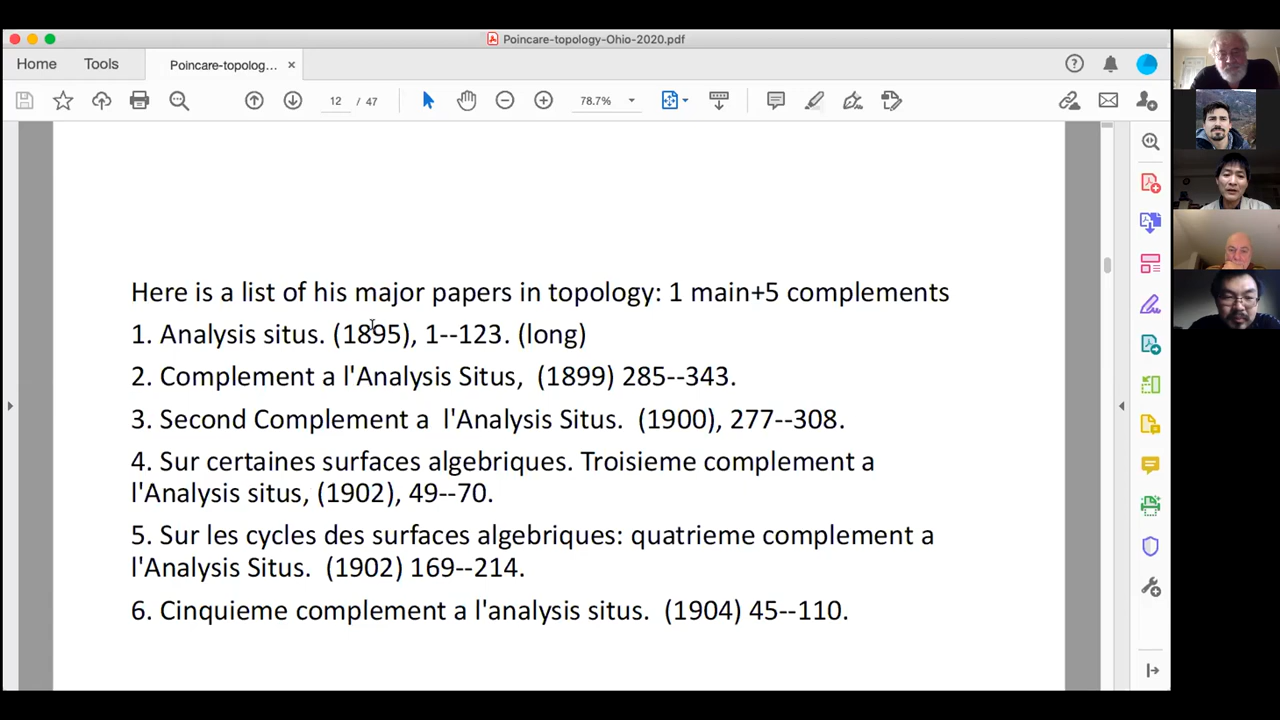 Poincare-topology-Ohio-2020.pdf
Home Tools Poincare-topolog... ×
12 / 47 78.7%
Here is a list of his major papers in topology: 1 main+5 complements
1. Analysis situs. (1895), 1--123. (long)
2. Complement a l'Analysis Situs, (1899) 285--343.
3. Second Complement a l'Analysis Situs. (1900), 277--308.
4. Sur certaines surfaces algebriques. Troisieme complement a
l'Analysis situs, (1902), 49--70.
5. Sur les cycles des surfaces algebriques: quatrieme complement a
l'Analysis Situs. (1902) 169--214.
6. Cinquieme complement a l'analysis situs. (1904) 45--110.